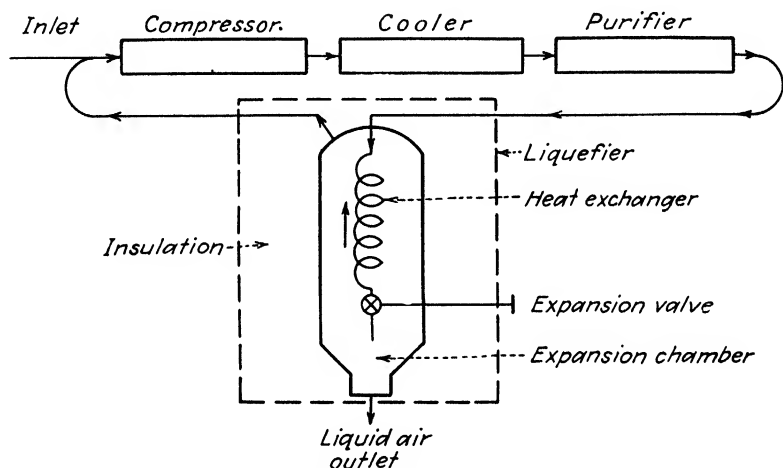 Inlet
Compressor.
Cooler
Purifier
Liquefier
Heat exchanger
Insulation
Expansion valve
Expansion chamber
Liquid air
outlet